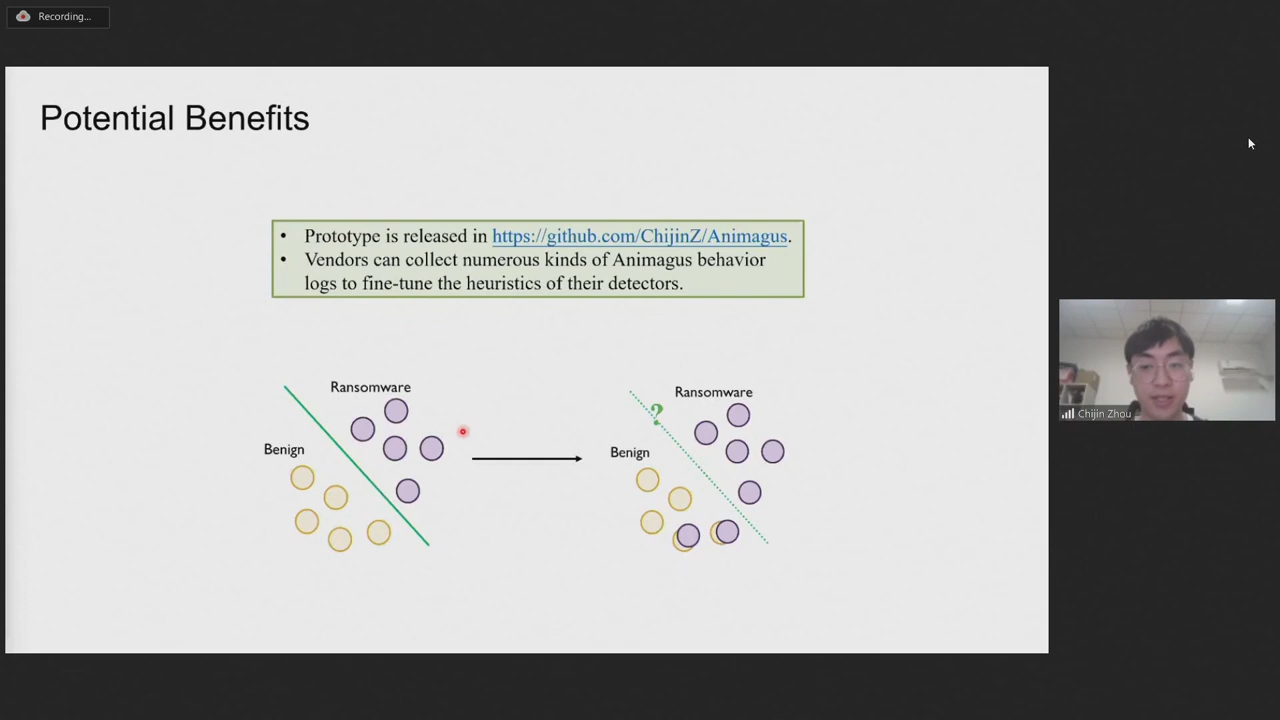 Recording...
Potential Benefits
• Prototype is released in https://github.com/ChijinZ/Animagus.
• Vendors can collect numerous kinds of Animagus behavior
logs to fine-tune the heuristics of their detectors.
Ransomware
Benign
Ransomware
?
Benign
Chijin Zhou